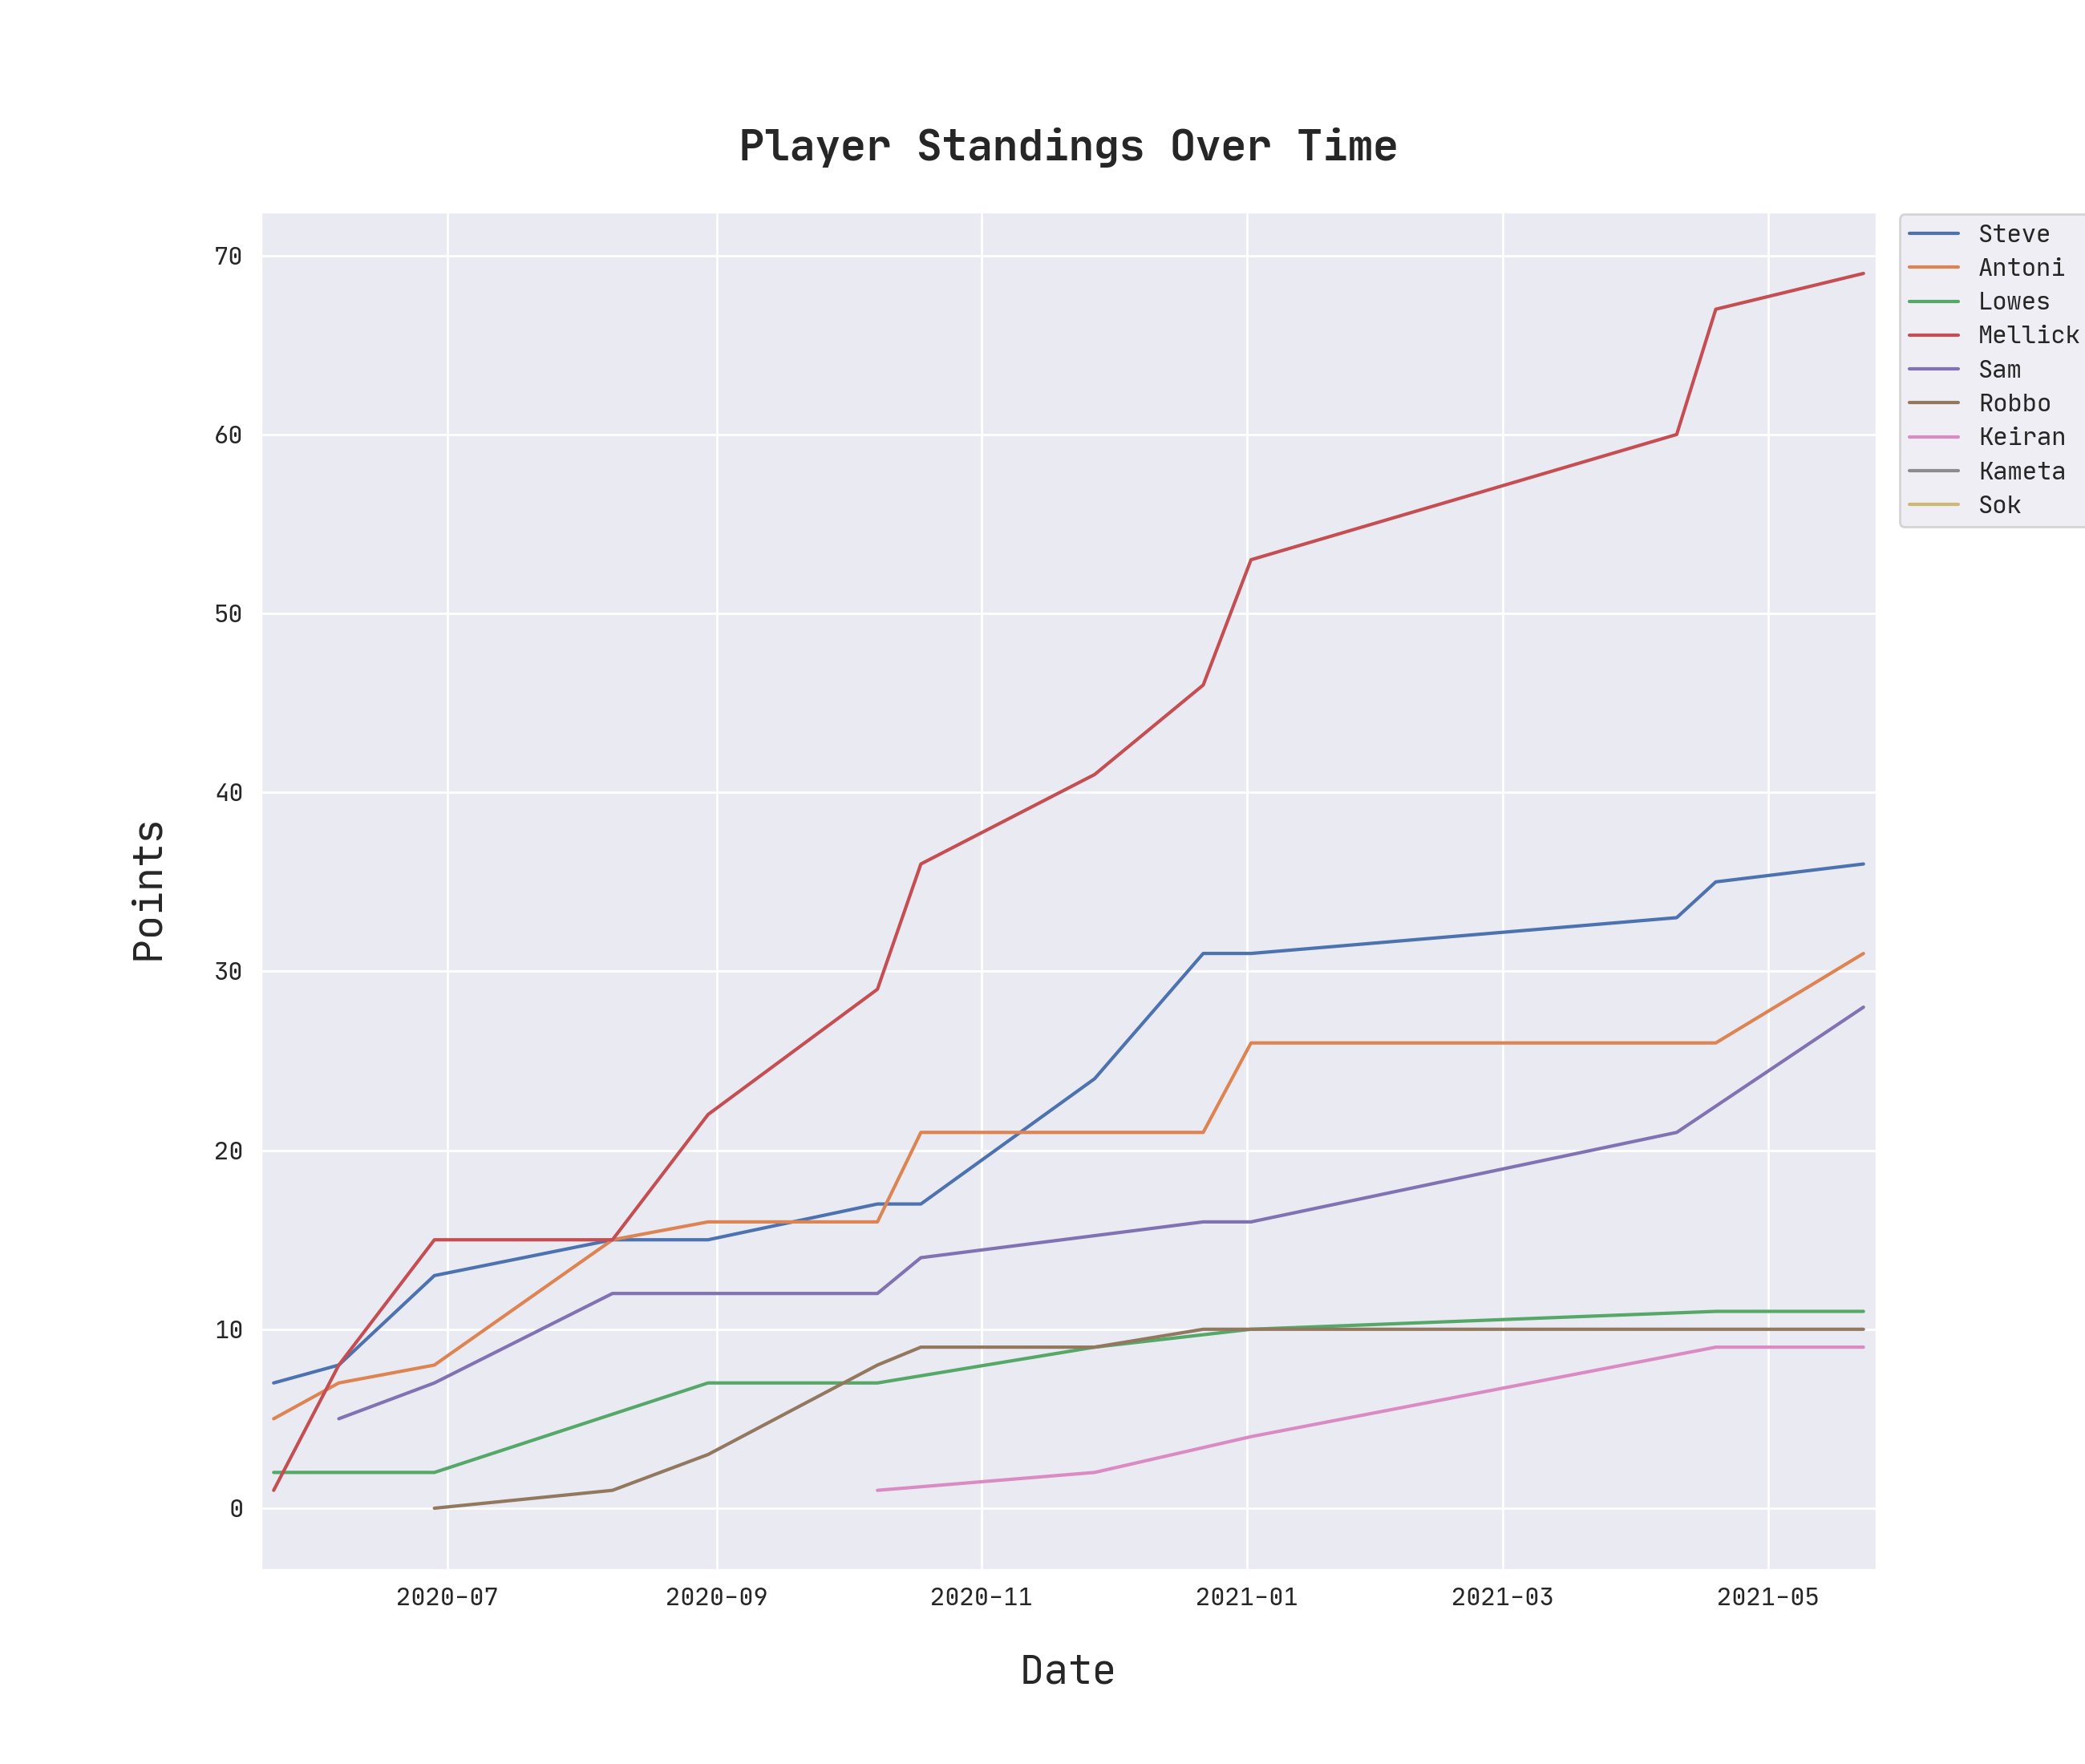 Player Standings Over Time
Steve
Antoni
Lowes
Mellick
Sam
Robbo
Keiran
Kameta
Sok
Points
70
60
50
40
30
20
10
0
2020-07 2020-09 2020-11 2021-01 2021-03 2021-05
Date